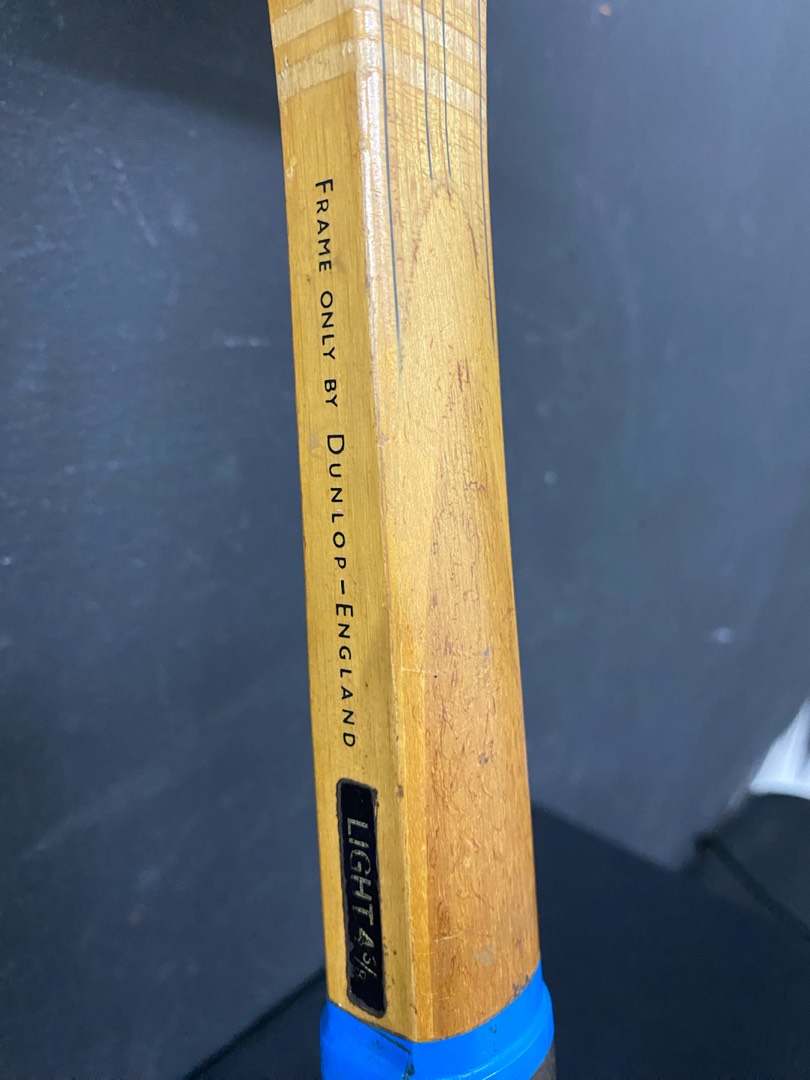 FRAME ONLY BY DUNLOP – ENGLAND
LIGHT 4 5/8